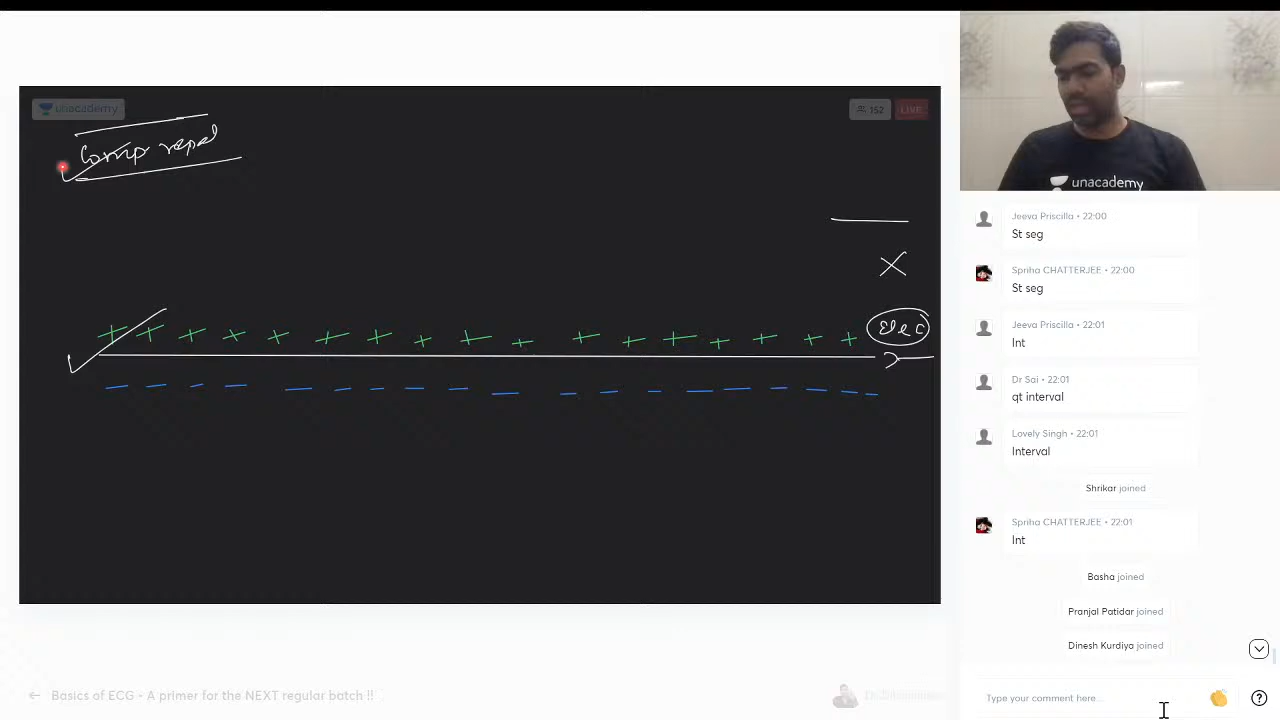 unacademy
152
LIVE
Comp repol
Elec
unacademy
Jeeva Priscilla • 22:00
St seg
Spriha CHATTERJEE • 22:00
St seg
Jeeva Priscilla • 22:01
Int
Dr Sai • 22:01
qt interval
Lovely Singh • 22:01
Interval
Shrikar joined
Spriha CHATTERJEE • 22:01
Int
Basha joined
Pranjal Patidar joined
Dinesh Kurdiya joined
Basics of ECG - A primer for the NEXT regular batch !!
Type your comment here..